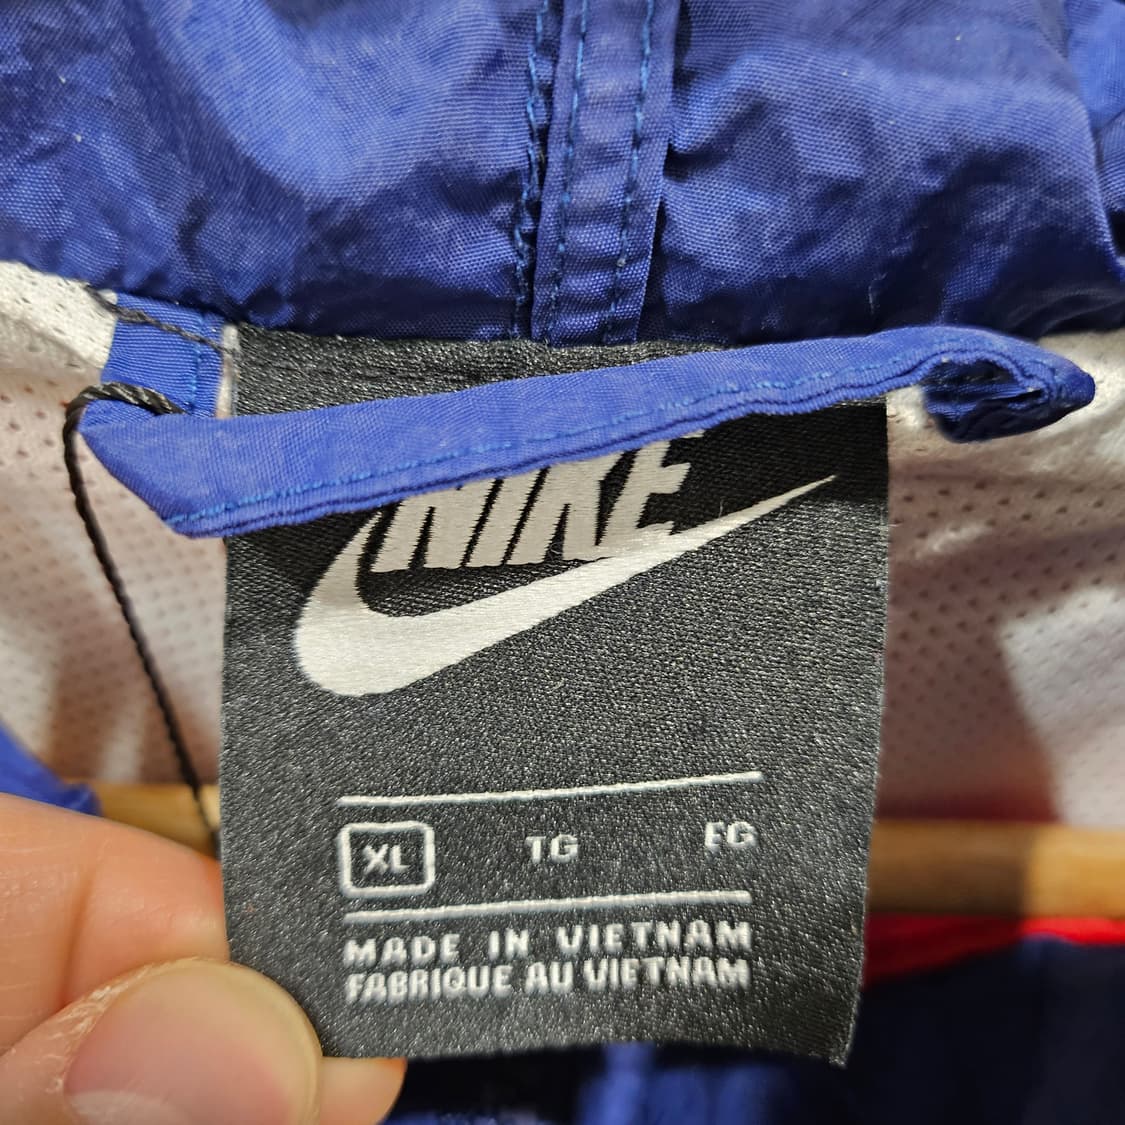 NIKE
XL TG EG
MADE IN VIETNAM
FABRIQUE AU VIETNAM